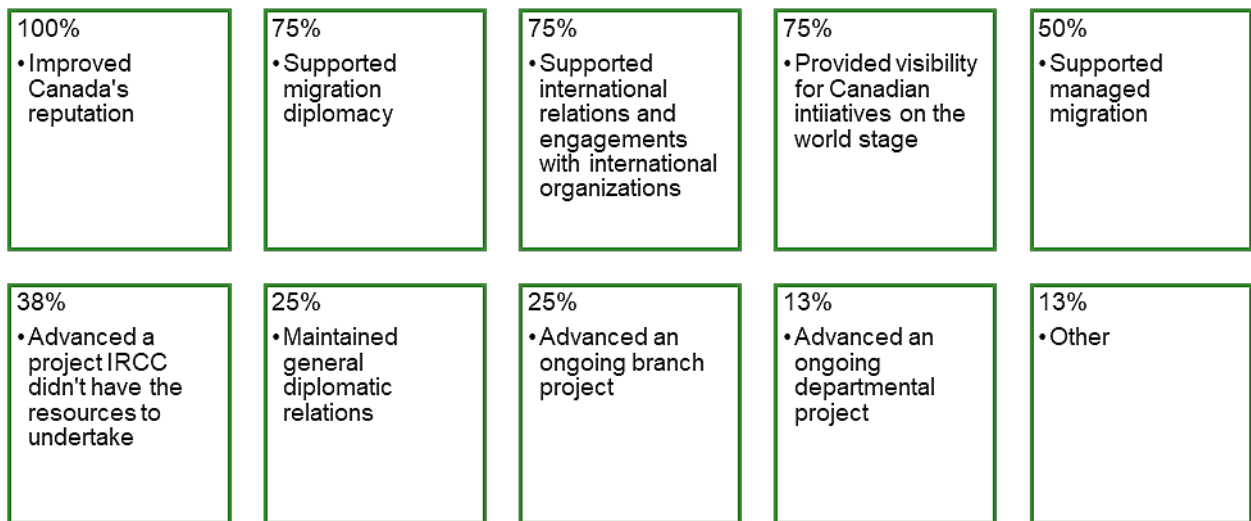 100%
•Improved
Canada's
reputation
75%
•Supported
migration
diplomacy
75%
•Supported
international
relations and
engagements
with international
organizations
75%
•Provided visibility
for Canadian
intiiatives on the
world stage
50%
•Supported
managed
migration
38%
•Advanced a
project IRCC
didn't have the
resources to
undertake
25%
•Maintained
general
diplomatic
relations
25%
•Advanced an
ongoing branch
project
13%
•Advanced an
ongoing
departmental
project
13%
•Other